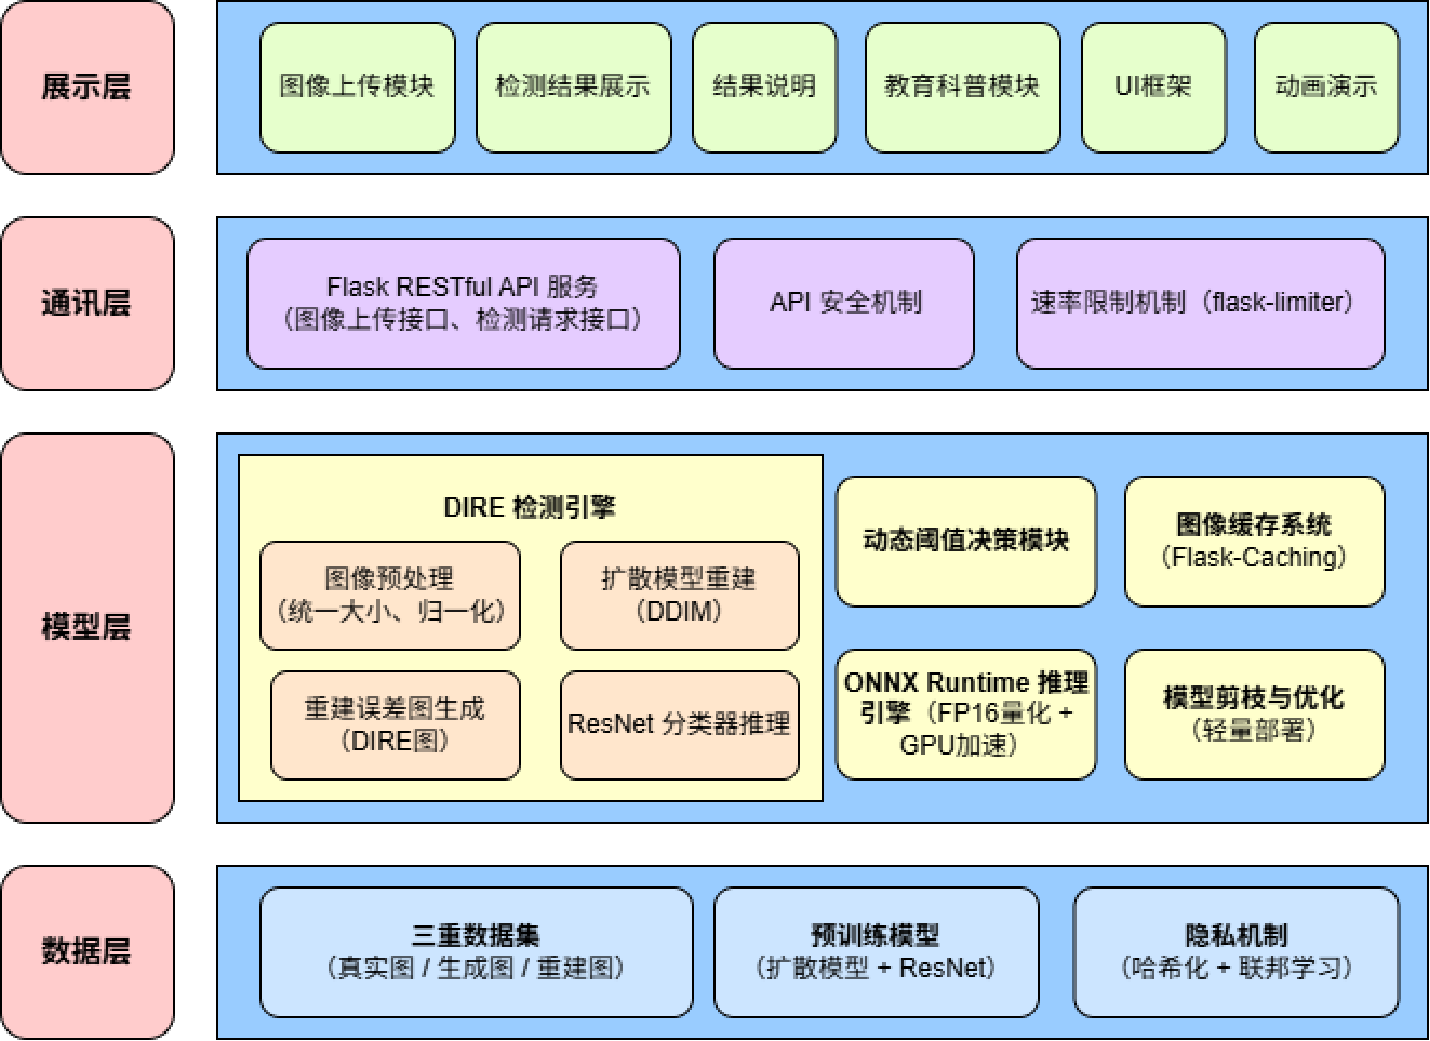 展示层
图像上传模块
检测结果展示
结果说明
教育科普模块
UI框架
动画演示
通讯层
Flask RESTful API 服务
（图像上传接口、检测请求接口）
API 安全机制
速率限制机制（flask-limiter）
模型层
DIRE 检测引擎
图像预处理
（统一大小、归一化）
扩散模型重建
（DDIM）
重建误差图生成
（DIRE图）
ResNet 分类器推理
动态阈值决策模块
图像缓存系统
（Flask-Caching）
ONNX Runtime 推理
引擎（FP16量化 +
GPU加速）
模型剪枝与优化
（轻量部署）
数据层
三重数据集
（真实图 / 生成图 / 重建图）
预训练模型
（扩散模型 + ResNet）
隐私机制
（哈希化 + 联邦学习）